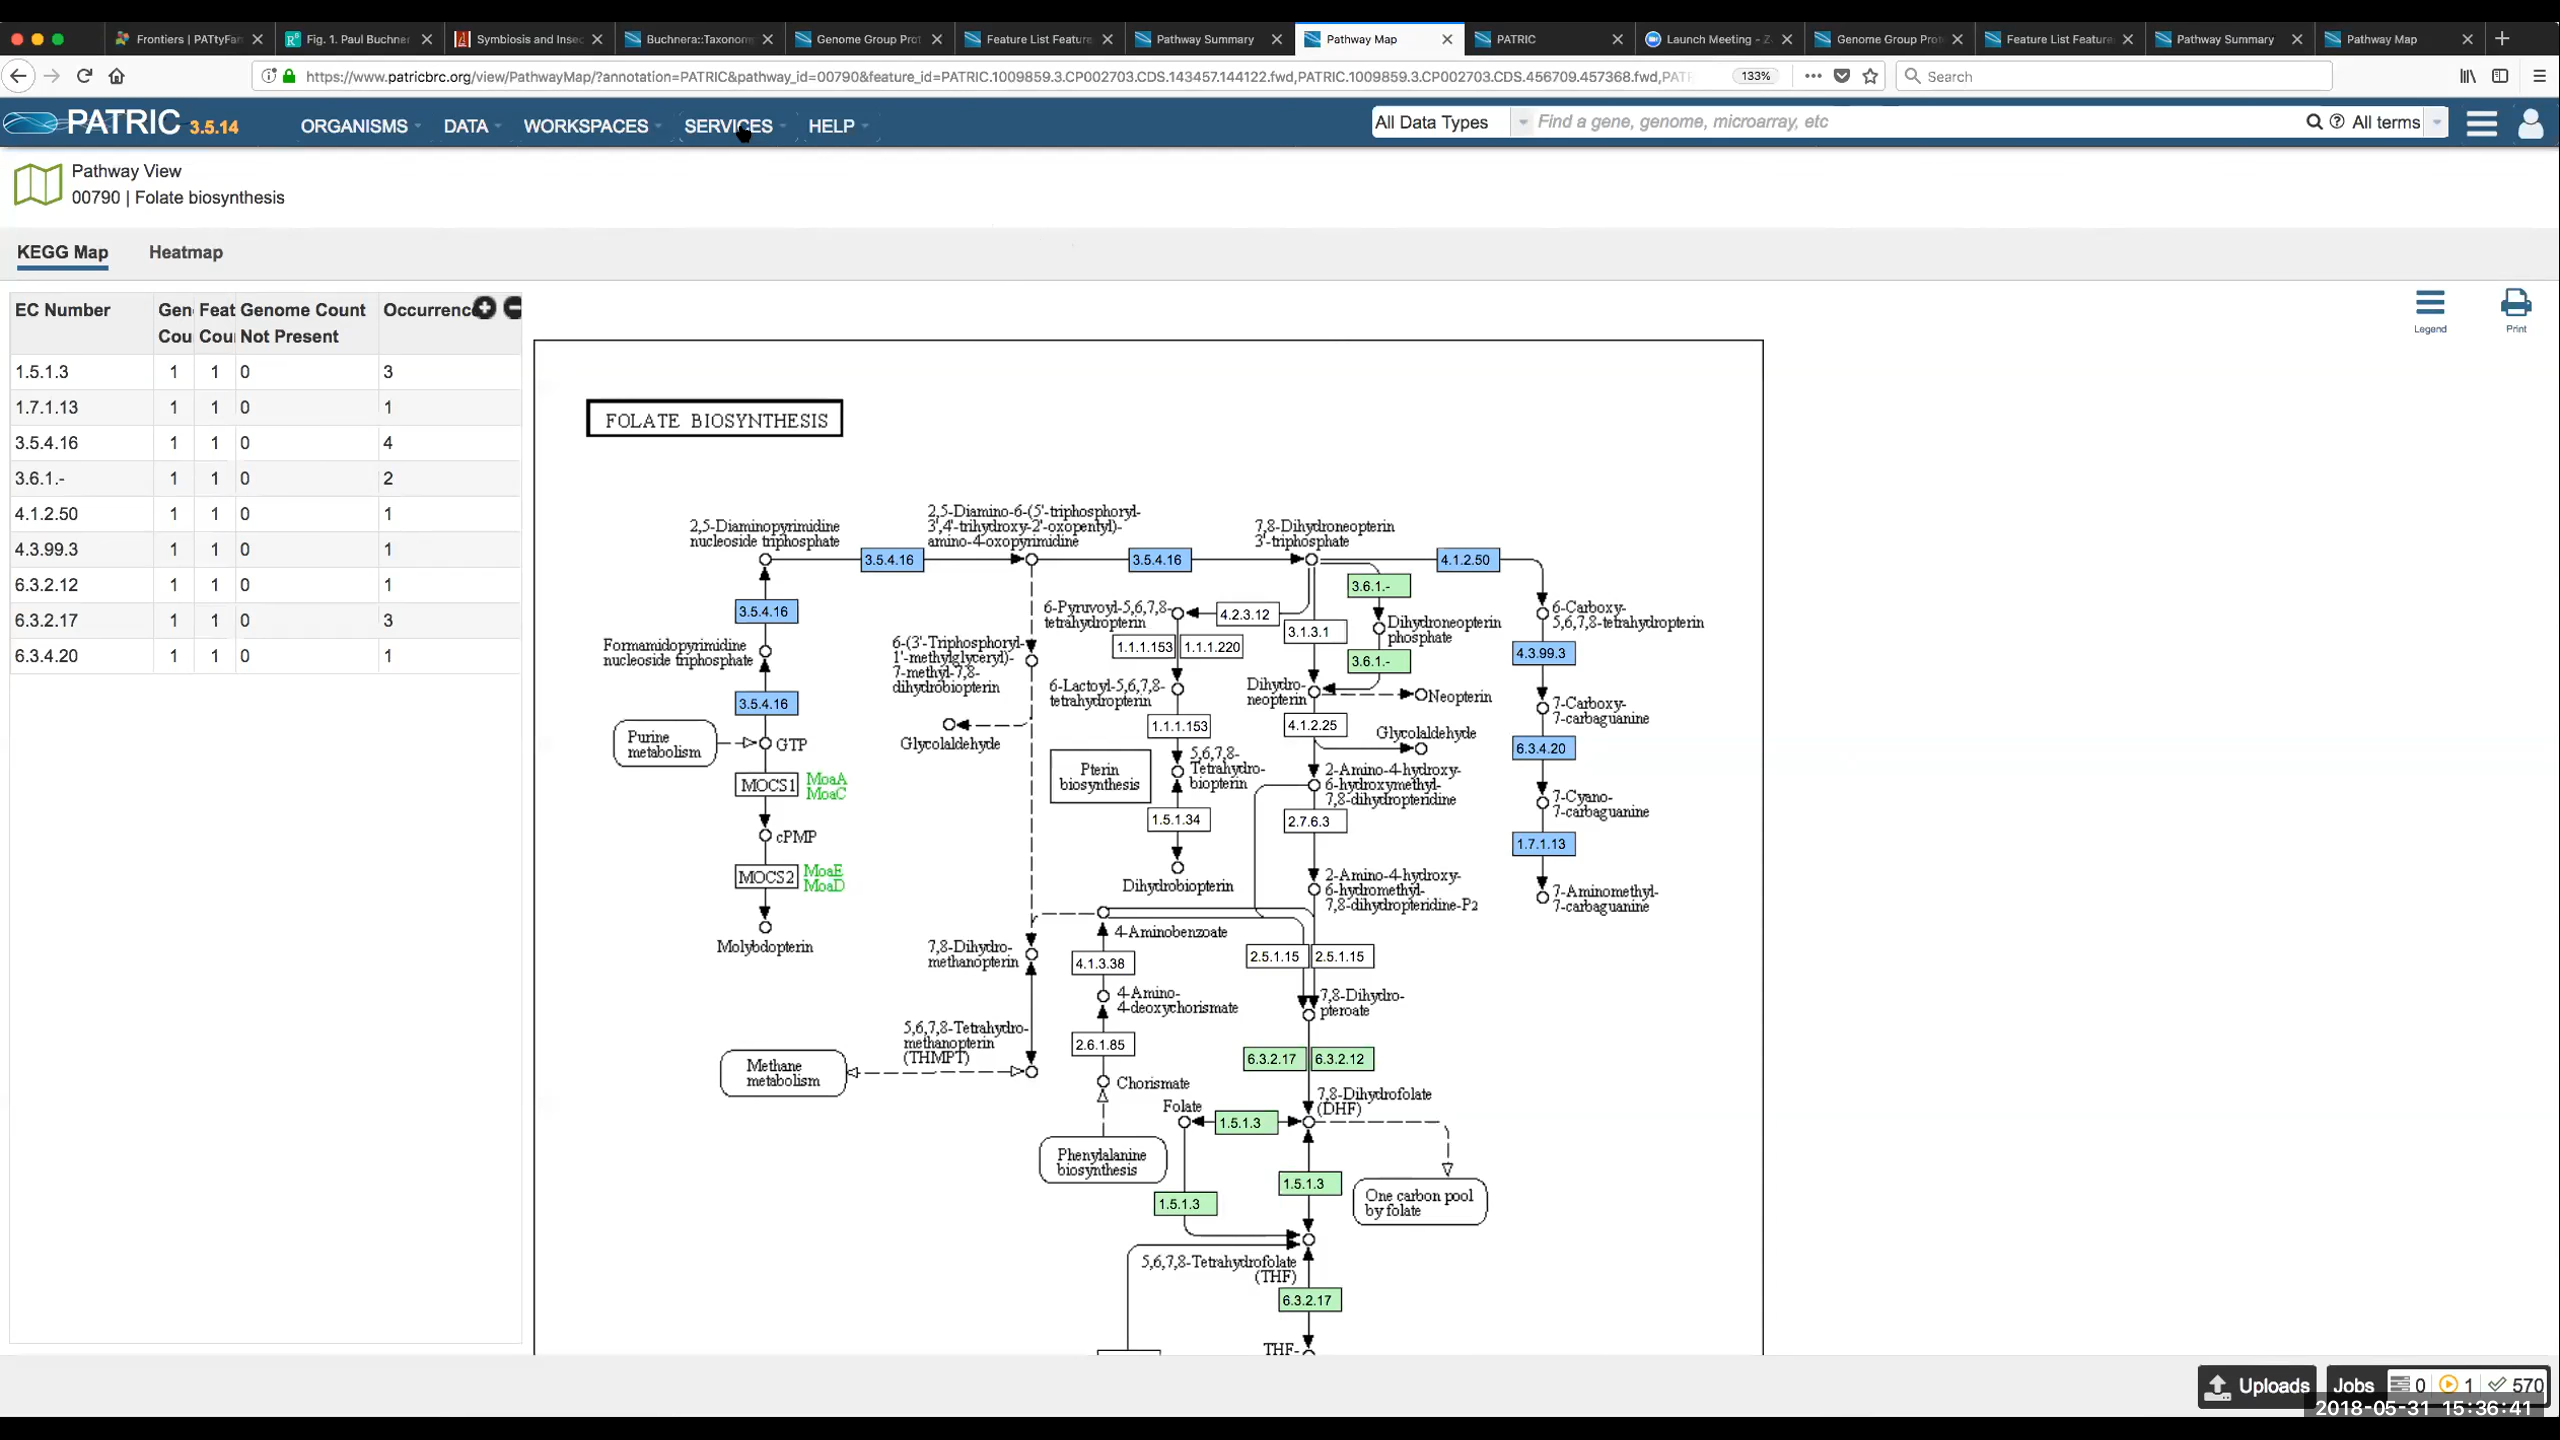 Frontiers | PATtyFam
Fig. 1. Paul Buchner
Symbiosis and Insec
Buchnera::Taxonom
Genome Group Prot
Feature List Feature
Pathway Summary
Pathway Map
PATRIC
Launch Meeting - Z
Genome Group Prot
Feature List Feature
Pathway Summary
Pathway Map
https://www.patricbrc.org/view/PathwayMap/?annotation=PATRIC&pathway_id=00790&feature_id=PATRIC.1009859.3.CP002703.CDS.143457.144122.fwd,PATRIC.1009859.3.CP002703.CDS.456709.457368.fwd,PAT
133%
Search
PATRIC 3.5.14
ORGANISMS
DATA
WORKSPACES
SERVICES
HELP
All Data Types
Find a gene, genome, microarray, etc
All terms
Pathway View
00790 | Folate biosynthesis
KEGG Map
Heatmap
Legend
Print
EC Number Gen Feat Genome Count Occurrenc
Cou Cou Not Present
1.5.1.3 1 1 0 3
1.7.1.13 1 1 0 1
3.5.4.16 1 1 0 4
3.6.1.- 1 1 0 2
4.1.2.50 1 1 0 1
4.3.99.3 1 1 0 1
6.3.2.12 1 1 0 1
6.3.2.17 1 1 0 3
6.3.4.20 1 1 0 1
FOLATE BIOSYNTHESIS
2,5-Diaminopyrimidine
nucleoside triphosphate
2,5-Diamino-6-(5'-triphosphoryl-
3',4'-trihydroxy-2'-oxopentyl)-
amino-4-oxopyrimidine
7,8-Dihydroneopterin
3'-triphosphate
3.5.4.16
3.5.4.16
4.1.2.50
3.6.1.-
3.5.4.16
6-Pyruvoyl-5,6,7,8-
tetrahydropterin
4.2.3.12
3.1.3.1
Dihydroneopterin
phosphate
6-Carboxy-
5,6,7,8-tetrahydropterin
Formamidopyrimidine
nucleoside triphosphate
6-(3'-Triphosphoryl-
1'-methylglyceryl)-
7-methyl-7,8-
dihydrobiopterin
1.1.1.153
1.1.1.220
3.6.1.-
4.3.99.3
6-Lactoyl-5,6,7,8-
tetrahydropterin
Dihydro-
neopterin
Neopterin
3.5.4.16
7-Carboxy-
7-carbaguanine
1.1.1.153
4.1.2.25
Glycolaldehyde
Glycolaldehyde
Purine
metabolism
GTP
6.3.4.20
Pterin
biosynthesis
5,6,7,8-
Tetrahydro-
biopterin
2-Amino-4-hydroxy-
6-hydroxymethyl-
7,8-dihydropteridine
MOCS1
MoaA
MoaC
7-Cyano-
7-carbaguanine
1.5.1.34
2.7.6.3
cPMP
1.7.1.13
MOCS2
MoaE
MoaD
Dihydrobiopterin
2-Amino-4-hydroxy-
6-hydromethyl-
7,8-dihydropteridine-P2
7-Aminomethyl-
7-carbaguanine
Molybdopterin
7,8-Dihydro-
methanopterin
4-Aminobenzoate
4.1.3.38
2.5.1.15
2.5.1.15
4-Amino-
4-deoxychorismate
7,8-Dihydro-
pteroate
5,6,7,8-Tetrahydro-
methanopterin
(THMPT)
2.6.1.85
6.3.2.17
6.3.2.12
Methane
metabolism
Chorismate
Folate
7,8-Dihydrofolate
(DHF)
1.5.1.3
Phenylalanine
biosynthesis
1.5.1.3
1.5.1.3
One carbon pool
by folate
5,6,7,8-Tetrahydrofolate
(THF)
6.3.2.17
THF-
Uploads
Jobs 0 1 570
2018-05-31 15:36:41